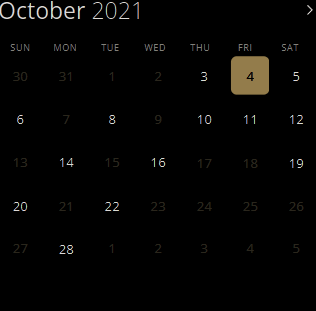 October 2021 >
SUN MON TUE WED THU FRI SAT
30 31 1 2 3 4 5
6 7 8 9 10 11 12
13 14 15 16 17 18 19
20 21 22 23 24 25 26
27 28 1 2 3 4 5